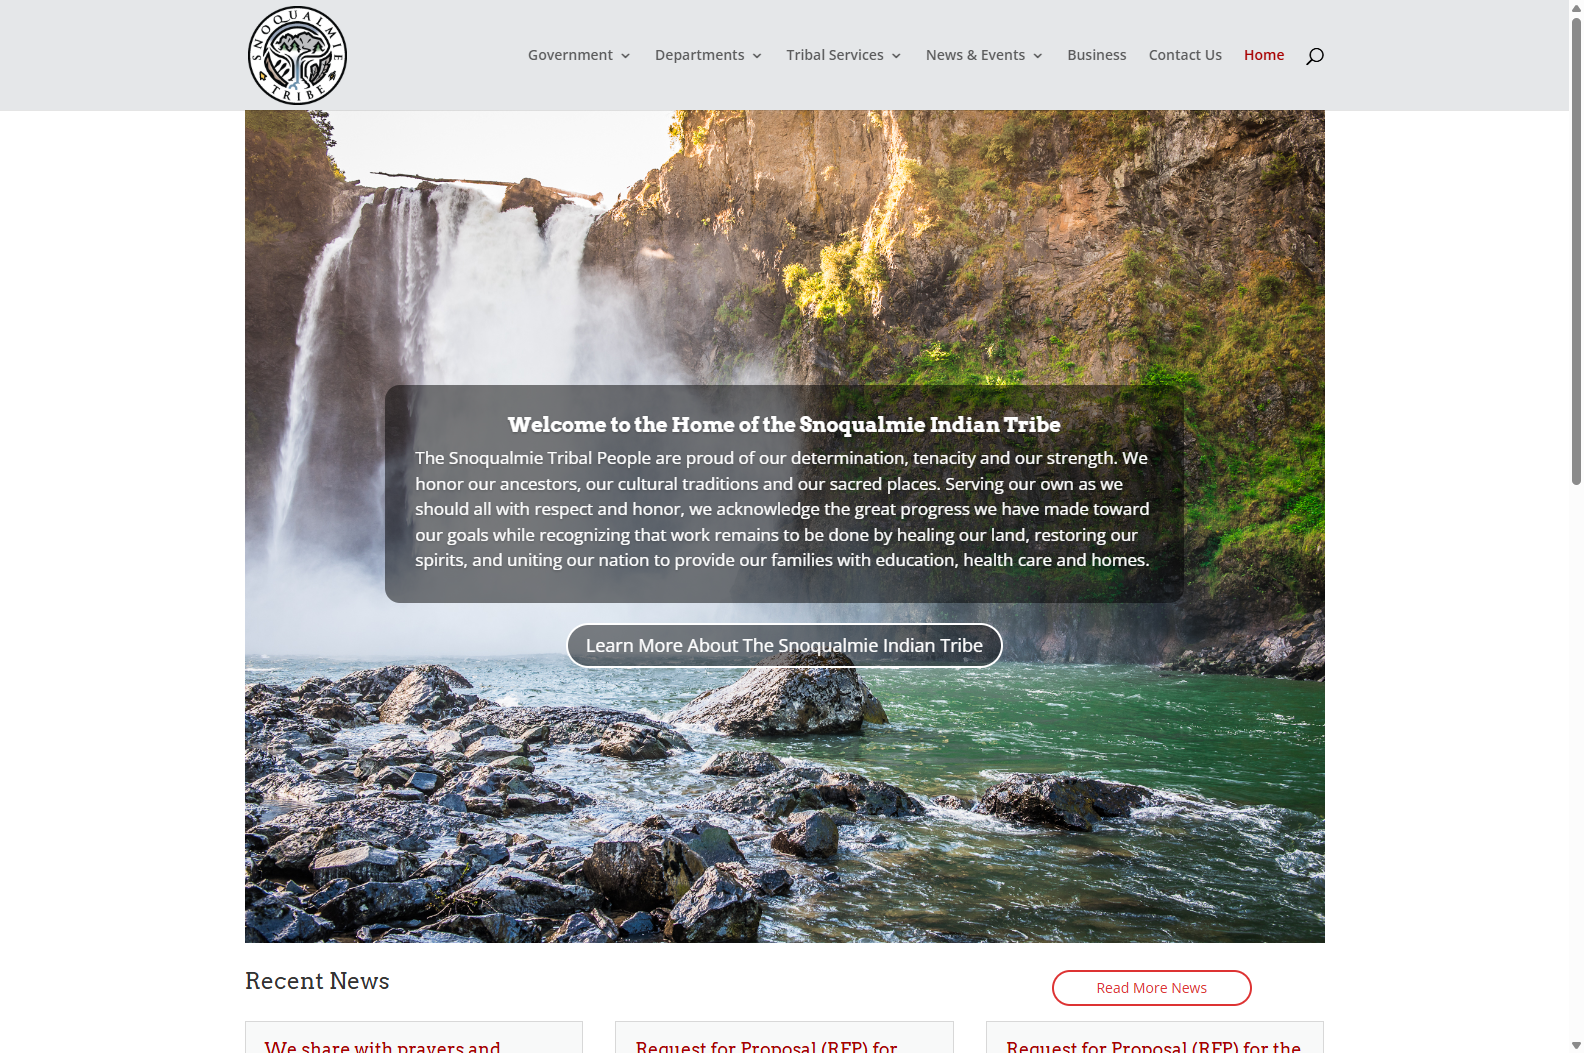 SNOQUALMIE
TRIBE
Government
Departments
Tribal Services
News & Events
Business
Contact Us
Home
Welcome to the Home of the Snoqualmie Indian Tribe
The Snoqualmie Tribal People are proud of our determination, tenacity and our strength. We
honor our ancestors, our cultural traditions and our sacred places. Serving our own as we
should all with respect and honor, we acknowledge the great progress we have made toward
our goals while recognizing that work remains to be done by healing our land, restoring our
spirits, and uniting our nation to provide our families with education, health care and homes.
Learn More About The Snoqualmie Indian Tribe
Recent News
Read More News
We share with prayers and
Request for Proposal (RFP) for
Request for Proposal (RFP) for the